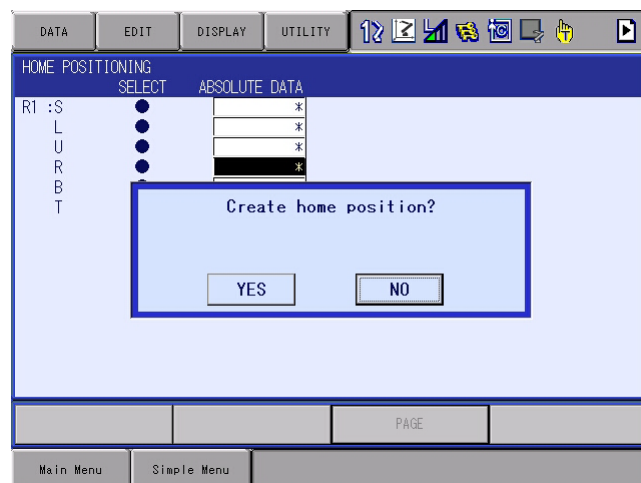 DATA EDIT DISPLAY UTILITY
HOME POSITIONING
SELECT ABSOLUTE DATA
R1 :S *
L *
U *
R *
B
T
Create home position?
YES NO
PAGE
Main Menu Simple Menu